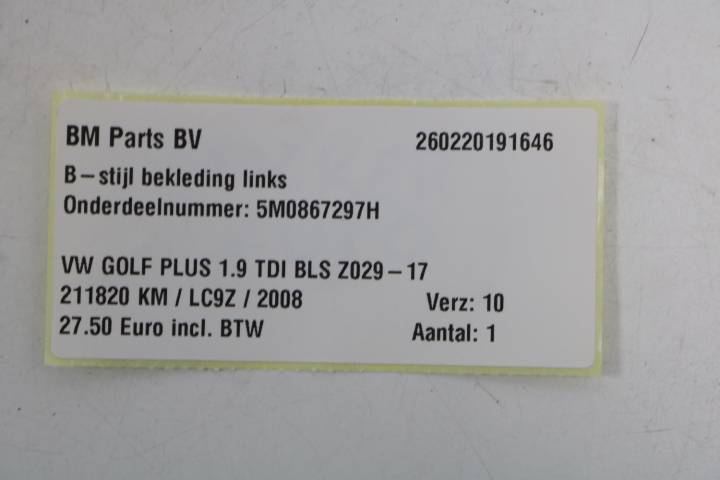 BM Parts BV 260220191646
B-stijl bekleding links
Onderdeelnummer: 5M0867297H
VW GOLF PLUS 1.9 TDI BLS Z029-17
211820 KM / LC9Z / 2008 Verz: 10
27.50 Euro incl. BTW Aantal: 1